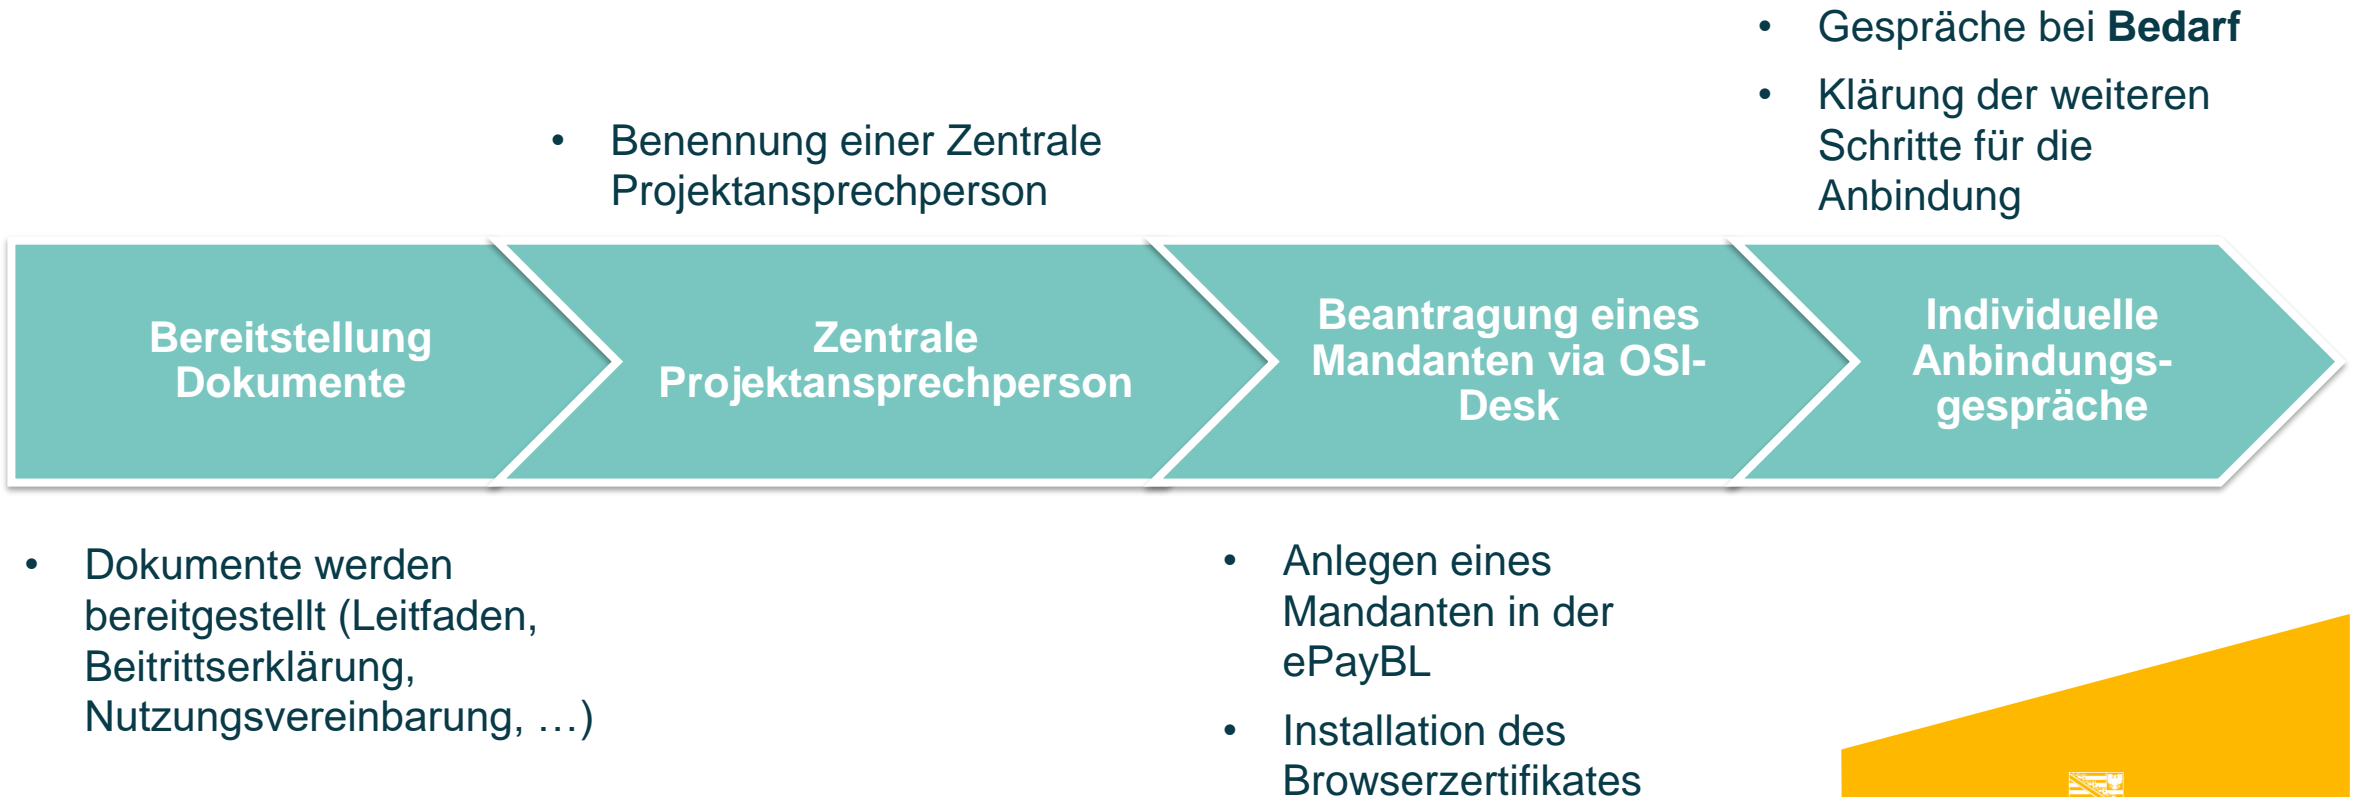 • Gespräche bei Bedarf
• Klärung der weiteren
Schritte für die
Anbindung
• Benennung einer Zentrale
Projektansprechperson
Bereitstellung
Dokumente
Zentrale
Projektansprechperson
Beantragung eines
Mandanten via OSI-
Desk
Individuelle
Anbindungs-
gespräche
• Dokumente werden
bereitgestellt (Leitfaden,
Beitrittserklärung,
Nutzungsvereinbarung, …)
• Anlegen eines
Mandanten in der
ePayBL
• Installation des
Browserzertifikates